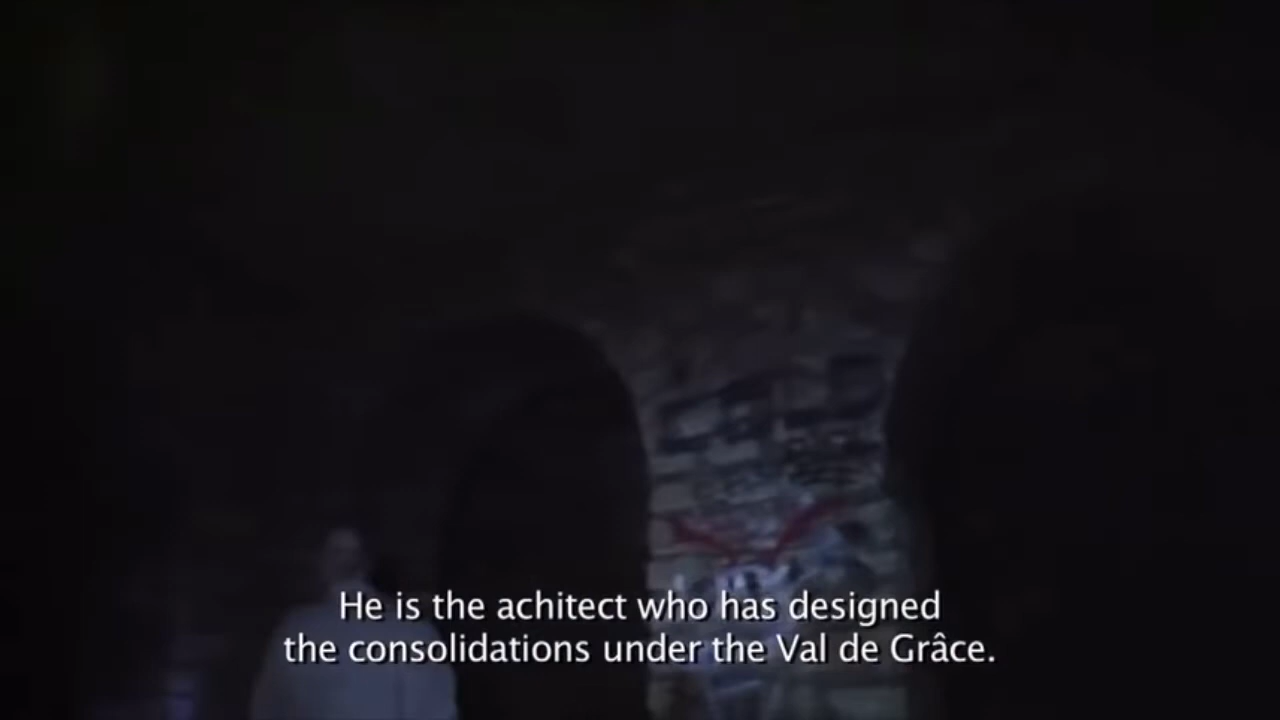 He is the achitect who has designed
the consolidations under the Val de Grâce.